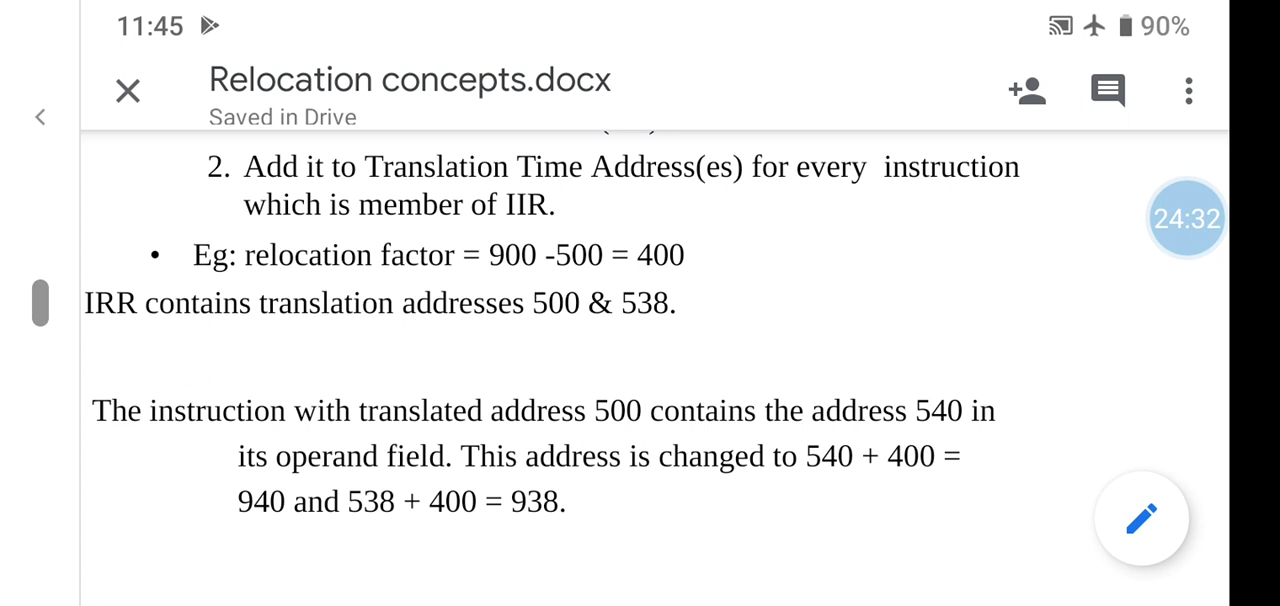 11:45 90%
Relocation concepts.docx
Saved in Drive
2. Add it to Translation Time Address(es) for every instruction
which is member of IIR.
24:32
• Eg: relocation factor = 900 -500 = 400
IRR contains translation addresses 500 & 538.
The instruction with translated address 500 contains the address 540 in
its operand field. This address is changed to 540 + 400 =
940 and 538 + 400 = 938.